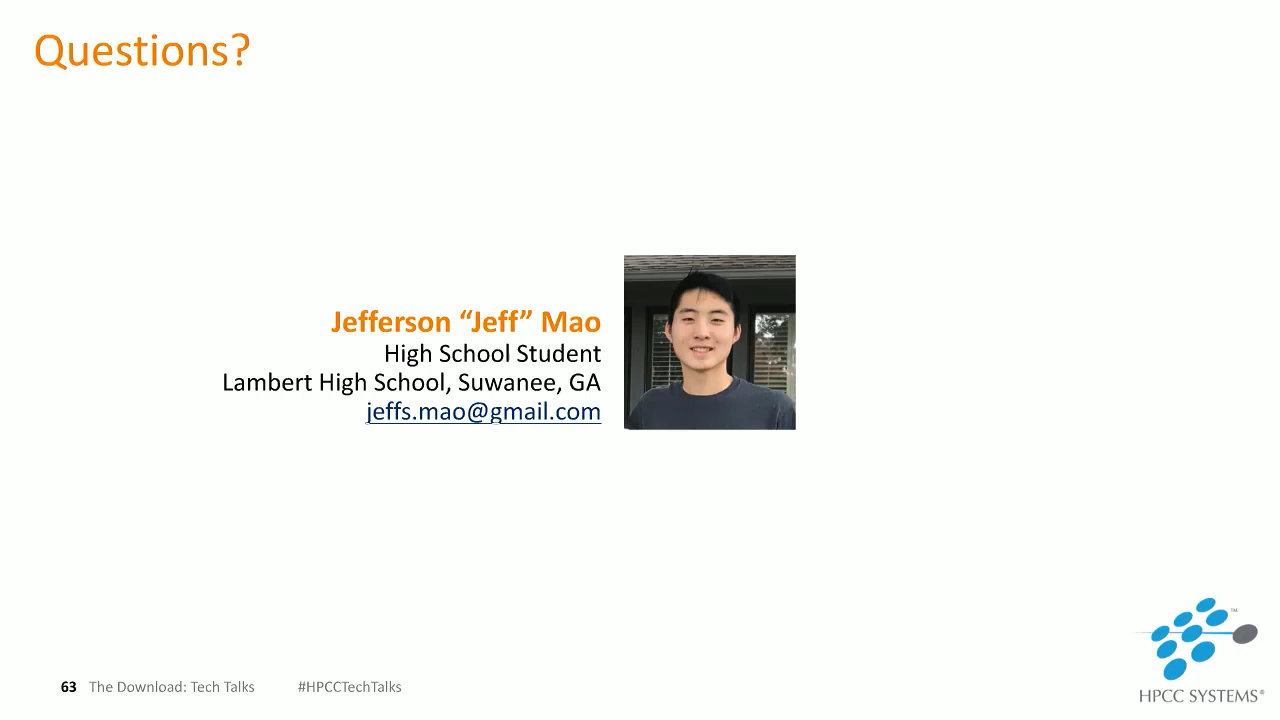 Questions?
Jefferson “Jeff” Mao
High School Student
Lambert High School, Suwanee, GA
jeffs.mao@gmail.com
63 The Download: Tech Talks #HPCCTechTalks
™
HPCC SYSTEMS®